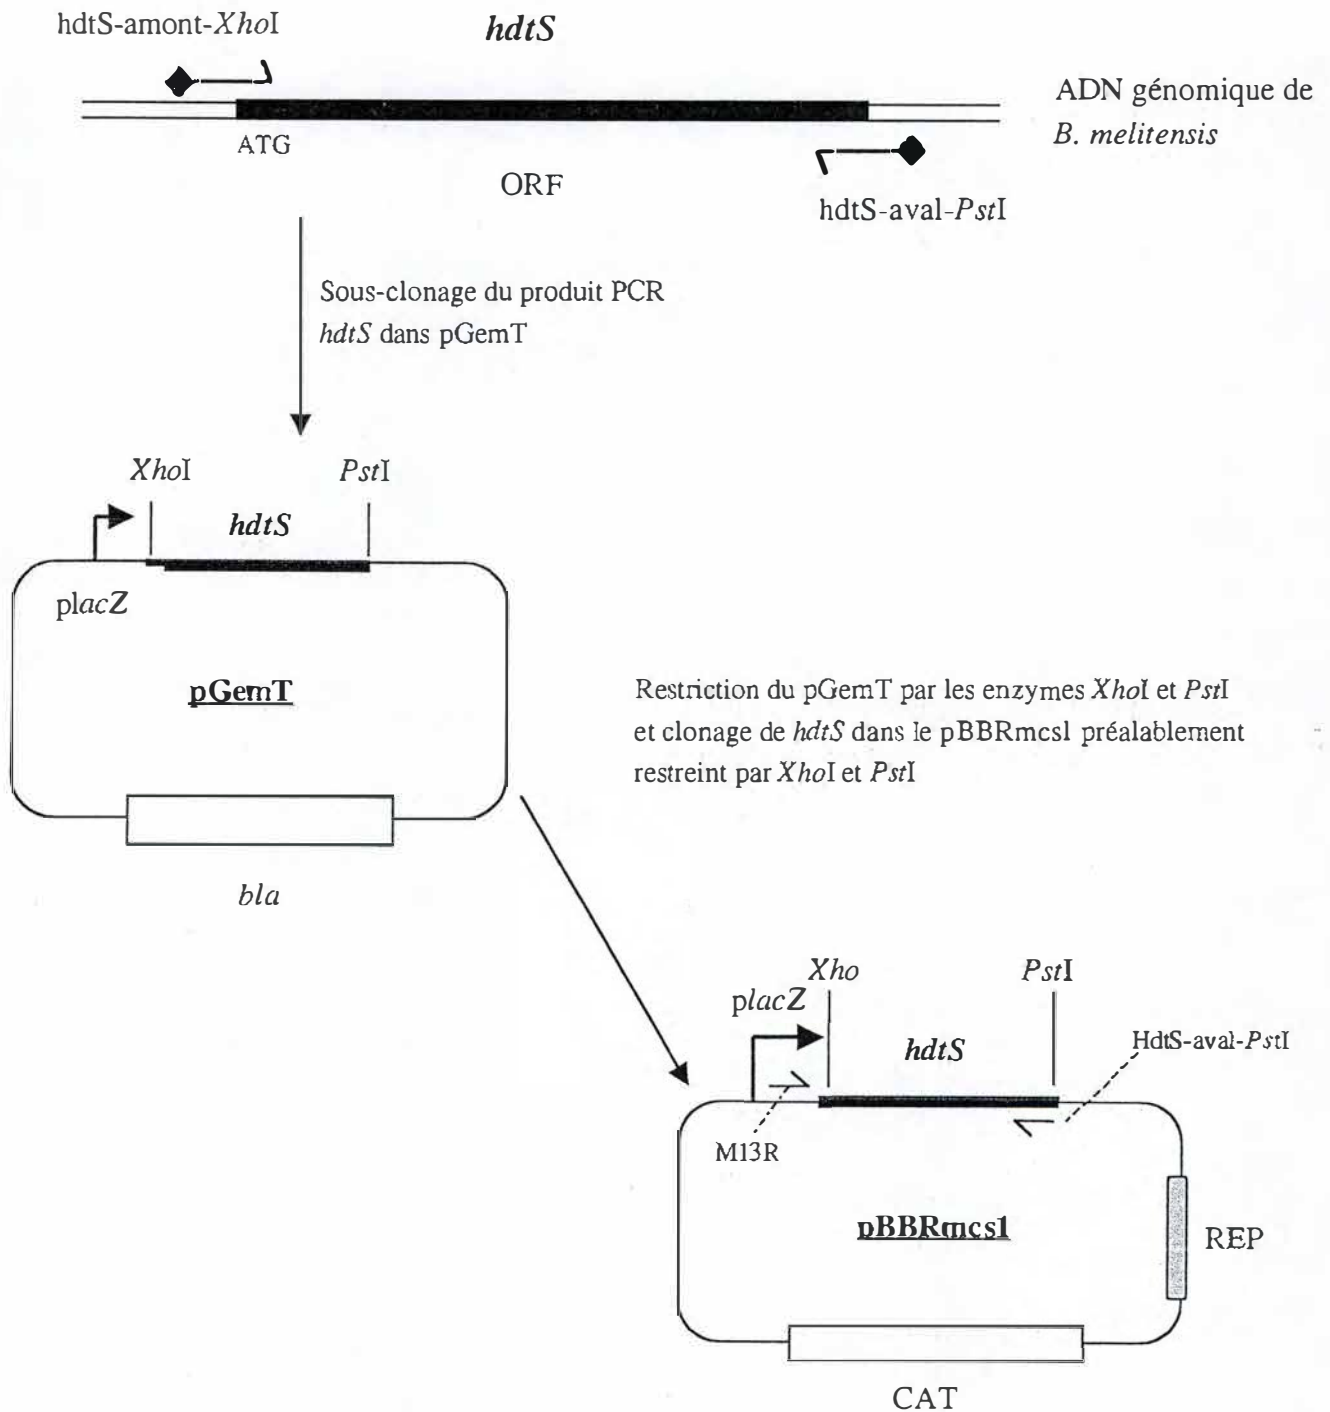 hdtS-amont-XhoI
hdtS
ADN génomique de
B. melitensis
ATG
ORF
hdtS-aval-PstI
Sous-clonage du produit PCR
hdtS dans pGemT
XhoI
PstI
hdtS
placZ
pGemT
Restriction du pGemT par les enzymes XhoI et PstI
et clonage de hdtS dans le pBBRmcs1 préalablement
restreint par XhoI et PstI
bla
Xho
PstI
placZ
hdtS
HdtS-aval-PstI
M13R
pBBRmcs1
REP
CAT